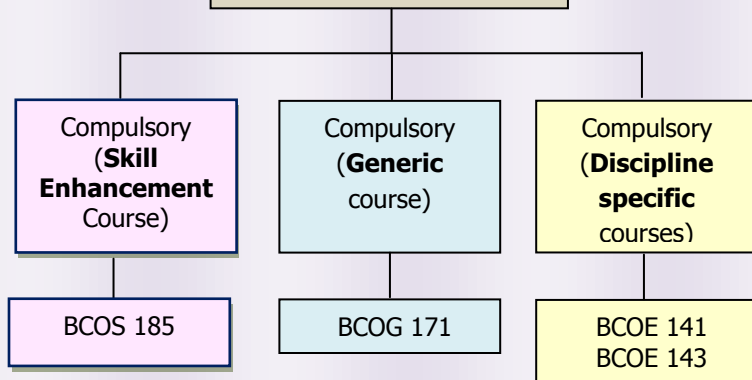 Compulsory
(Skill
Enhancement
Course)
Compulsory
(Generic
course)
Compulsory
(Discipline
specific
courses)
BCOS 185
BCOG 171
BCOE 141
BCOE 143